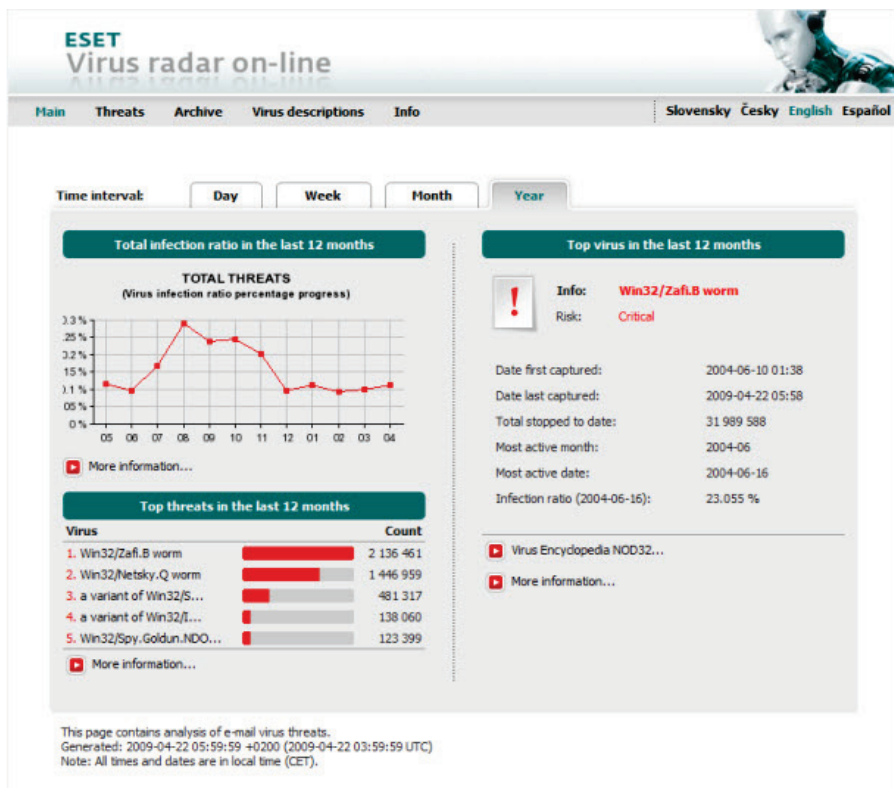 ESET
Virus radar on-line
Main Threats Archive Virus descriptions Info Slovensky Česky English Español
Time interval: Day Week Month Year
Total infection ratio in the last 12 months
TOTAL THREATS
(Virus infection ratio percentage progress)
0.3 %
.25 %
0.2 %
.15 %
0.1 %
.05 %
0 %
05 06 07 08 09 10 11 12 01 02 03 04
More information...
Top threats in the last 12 months
Virus Count
1. Win32/Zafi.B worm 2 136 461
2. Win32/Netsky.Q worm 1 446 959
3. a variant of Win32/S... 481 317
4. a variant of Win32/I... 138 060
5. Win32/Spy.Goldun.NDO... 123 399
More information...
Top virus in the last 12 months
!
Info: Win32/Zafi.B worm
Risk: Critical
Date first captured: 2004-06-10 01:38
Date last captured: 2009-04-22 05:58
Total stopped to date: 31 989 588
Most active month: 2004-06
Most active date: 2004-06-16
Infection ratio (2004-06-16): 23.055 %
Virus Encyclopedia NOD32...
More information...
This page contains analysis of e-mail virus threats.
Generated: 2009-04-22 05:59:59 +0200 (2009-04-22 03:59:59 UTC)
Note: All times and dates are in local time (CET).